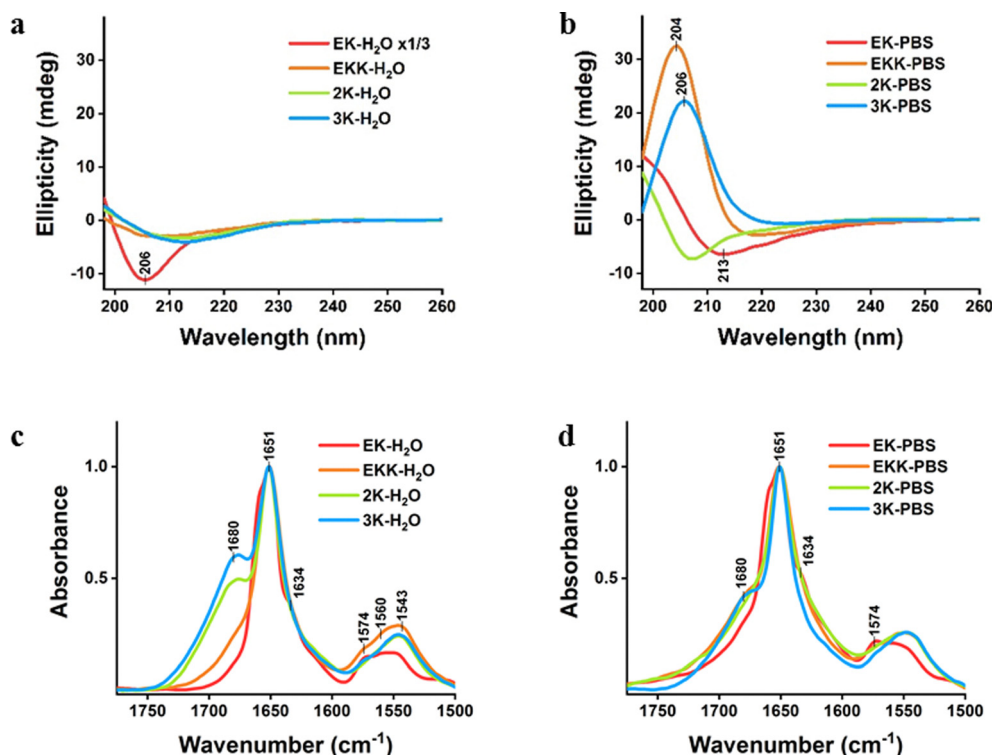 a
EK-H₂O x1/3
EKK-H₂O
2K-H₂O
3K-H₂O
206
Ellipticity (mdeg)
30
20
10
0
-10
200 210 220 230 240 250 260
Wavelength (nm)
b
204
206
213
EK-PBS
EKK-PBS
2K-PBS
3K-PBS
Ellipticity (mdeg)
30
20
10
0
-10
200 210 220 230 240 250 260
Wavelength (nm)
c
EK-H₂O
EKK-H₂O
2K-H₂O
3K-H₂O
1680
1651
1634
1574
1560
1543
Absorbance
1.0
0.5
1750 1700 1650 1600 1550 1500
Wavenumber (cm⁻¹)
d
EK-PBS
EKK-PBS
2K-PBS
3K-PBS
1680
1651
1634
1574
Absorbance
1.0
0.5
1750 1700 1650 1600 1550 1500
Wavenumber (cm⁻¹)